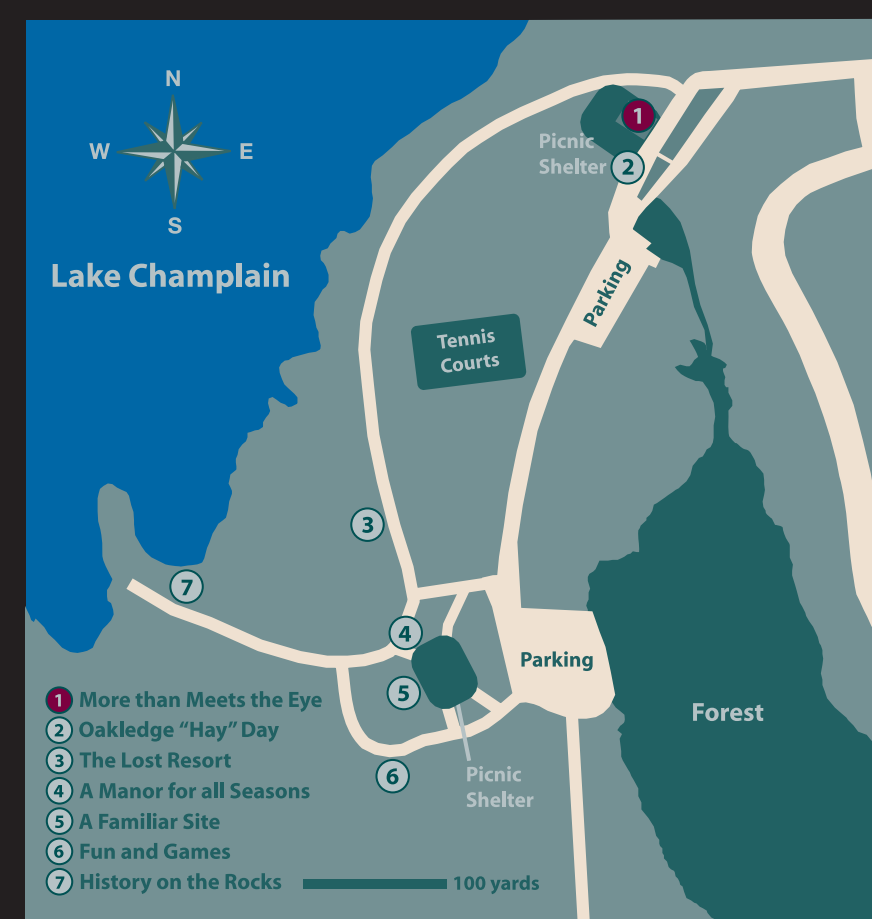 N
W E
S
Lake Champlain
1
Picnic
Shelter
2
Parking
Tennis
Courts
3
7
4
Parking
5
Forest
6
Picnic
Shelter
1 More than Meets the Eye
2 Oakledge “Hay” Day
3 The Lost Resort
4 A Manor for all Seasons
5 A Familiar Site
6 Fun and Games
7 History on the Rocks
100 yards